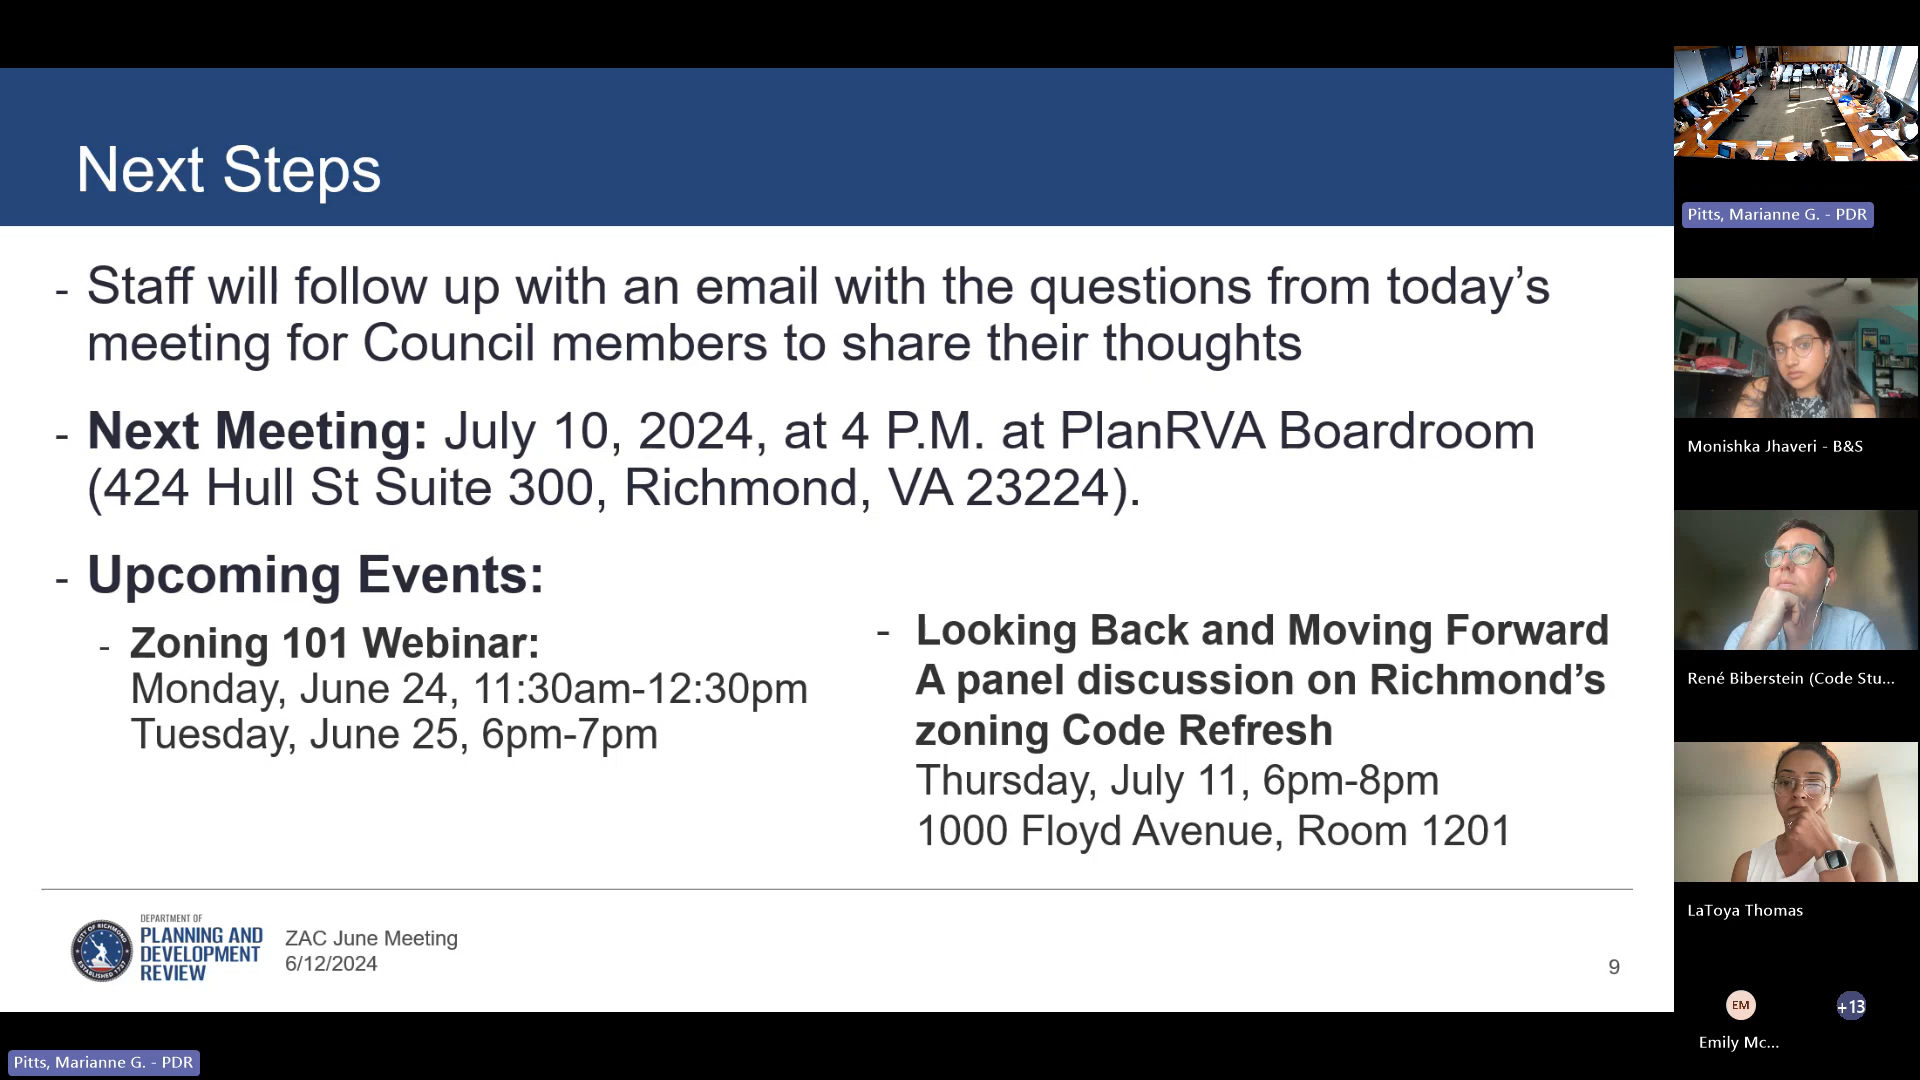 Next Steps
- Staff will follow up with an email with the questions from today’s
meeting for Council members to share their thoughts
- Next Meeting: July 10, 2024, at 4 P.M. at PlanRVA Boardroom
(424 Hull St Suite 300, Richmond, VA 23224).
- Upcoming Events:
- Zoning 101 Webinar:
Monday, June 24, 11:30am-12:30pm
Tuesday, June 25, 6pm-7pm
- Looking Back and Moving Forward
A panel discussion on Richmond’s
zoning Code Refresh
Thursday, July 11, 6pm-8pm
1000 Floyd Avenue, Room 1201
CITY OF RICHMOND
ESTABLISHED 1737
DEPARTMENT OF
PLANNING AND
DEVELOPMENT
REVIEW
ZAC June Meeting
6/12/2024
9
Pitts, Marianne G. - PDR
Pitts, Marianne G. - PDR
Monishka Jhaveri - B&S
René Biberstein (Code Stu...
LaToya Thomas
EM
+13
Emily Mc...